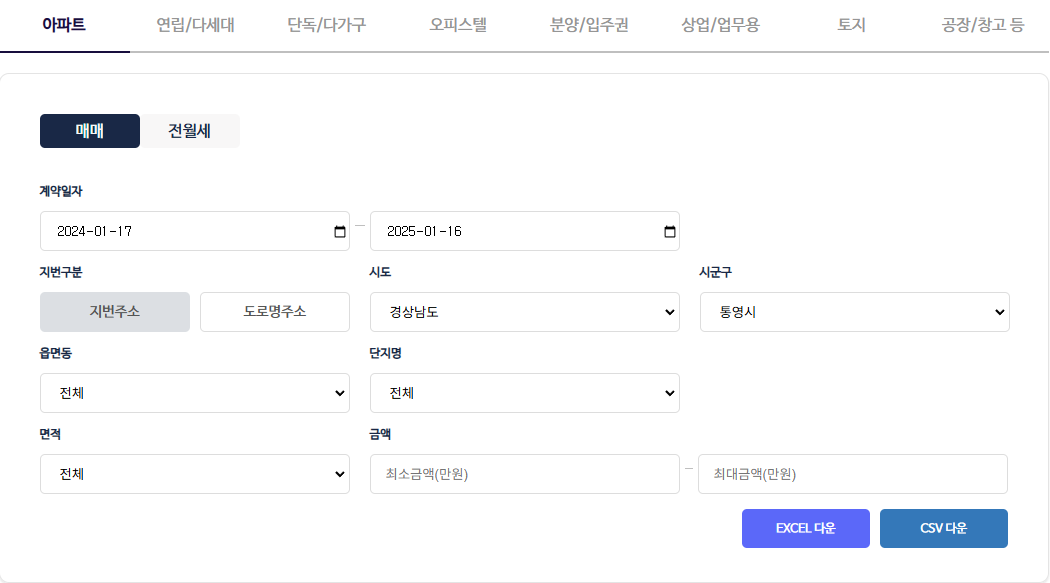 아파트 연립/다세대 단독/다가구 오피스텔 분양/입주권 상업/업무용 토지 공장/창고 등
매매 전월세
계약일자
2024-01-17 – 2025-01-16
지번구분 시도 시군구
지번주소 도로명주소 경상남도 통영시
읍면동 단지명
전체 전체
면적 금액
전체 최소금액(만원) – 최대금액(만원)
EXCEL 다운 CSV 다운